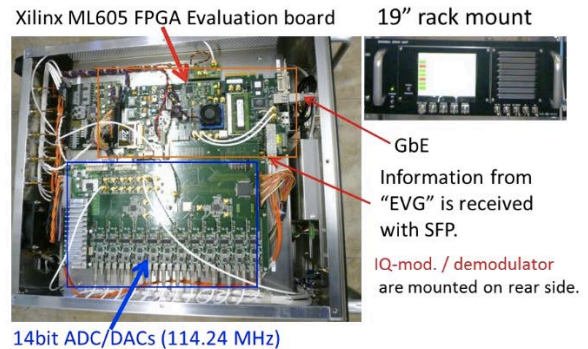 Xilinx ML605 FPGA Evaluation board
19” rack mount
GbE
Information from
“EVG” is received
with SFP.
IQ-mod. / demodulator
are mounted on rear side.
14bit ADC/DACs (114.24 MHz)